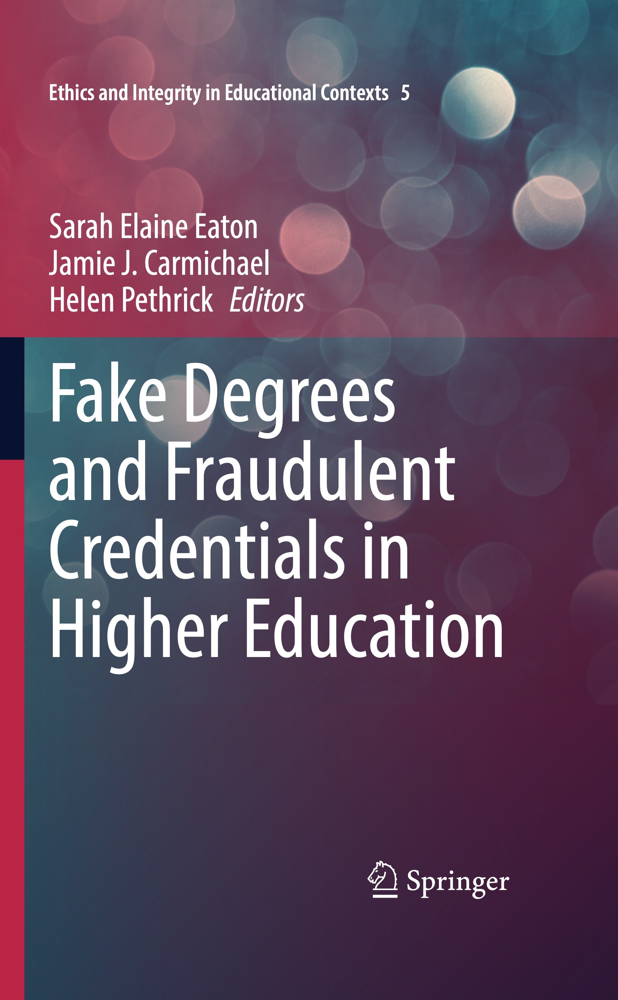 Ethics and Integrity in Educational Contexts 5
Sarah Elaine Eaton
Jamie J. Carmichael
Helen Pethrick Editors
Fake Degrees
and Fraudulent
Credentials in
Higher Education
Springer